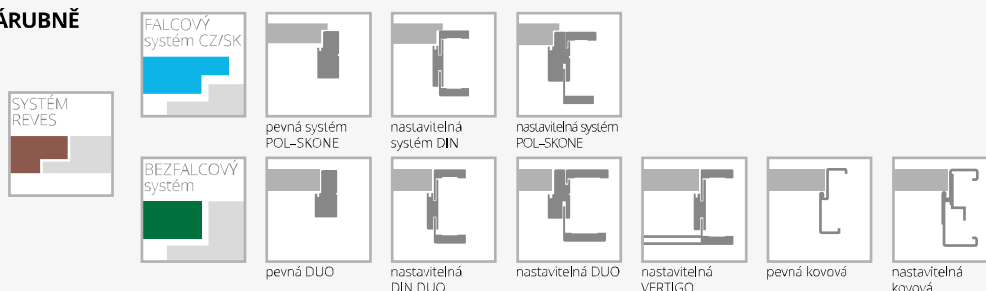 ÁRUBNĚ
FALCOVÝ
systém CZ/SK
pevná systém
POL–SKONE
nastavitelná
systém DIN
nastavitelná systém
POL–SKONE
SYSTÉM
REVES
BEZFALCOVÝ
systém
pevná DUO
nastavitelná
DIN DUO
nastavitelná DUO
nastavitelná
VERTIGO
pevná kovová
nastavitelná
kovová